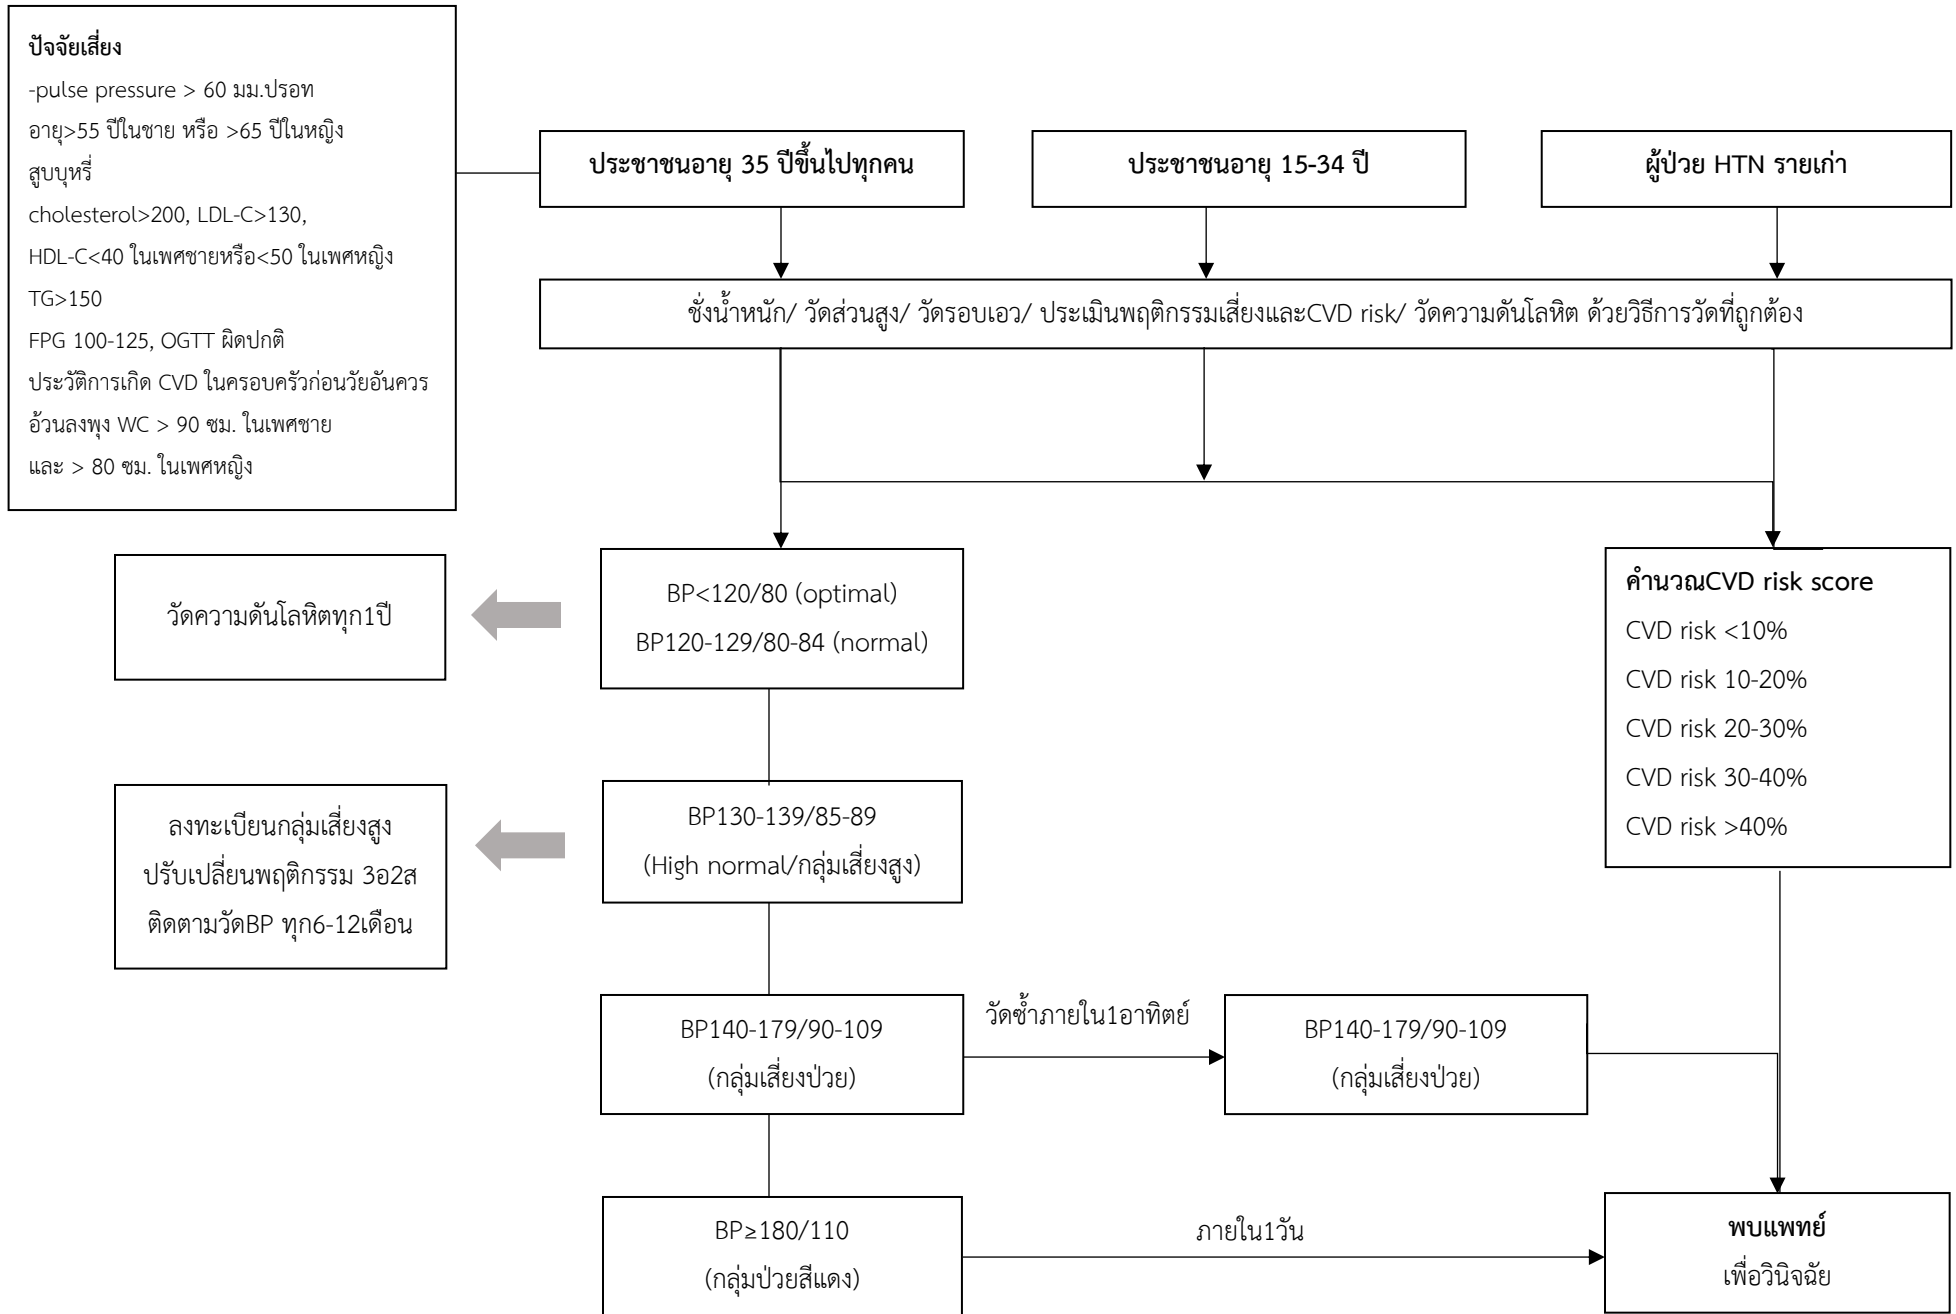 ปัจจัยเสี่ยง
-pulse pressure > 60 มม.ปรอท
อายุ>55 ปีในชาย หรือ >65 ปีในหญิง
สูบบุหรี่
cholesterol>200, LDL-C>130,
HDL-C<40 ในเพศชายหรือ<50 ในเพศหญิง
TG>150
FPG 100-125, OGTT ผิดปกติ
ประวัติการเกิด CVD ในครอบครัวก่อนวัยอันควร
อ้วนลงพุง WC > 90 ซม. ในเพศชาย
และ > 80 ซม. ในเพศหญิง
ประชาชนอายุ 35 ปีขึ้นไปทุกคน
ประชาชนอายุ 15-34 ปี
ผู้ป่วย HTN รายเก่า
ชั่งน้ำหนัก/ วัดส่วนสูง/ วัดรอบเอว/ ประเมินพฤติกรรมเสี่ยงและCVD risk/ วัดความดันโลหิต ด้วยวิธีการวัดที่ถูกต้อง
วัดความดันโลหิตทุก1ปี
BP<120/80 (optimal)
BP120-129/80-84 (normal)
คำนวณCVD risk score
CVD risk <10%
CVD risk 10-20%
CVD risk 20-30%
CVD risk 30-40%
CVD risk >40%
ลงทะเบียนกลุ่มเสี่ยงสูง
ปรับเปลี่ยนพฤติกรรม 3อ2ส
ติดตามวัดBP ทุก6-12เดือน
BP130-139/85-89
(High normal/กลุ่มเสี่ยงสูง)
BP140-179/90-109
(กลุ่มเสี่ยงป่วย)
วัดซ้ำภายใน1อาทิตย์
BP140-179/90-109
(กลุ่มเสี่ยงป่วย)
BP≥180/110
(กลุ่มป่วยสีแดง)
ภายใน1วัน
พบแพทย์
เพื่อวินิจฉัย